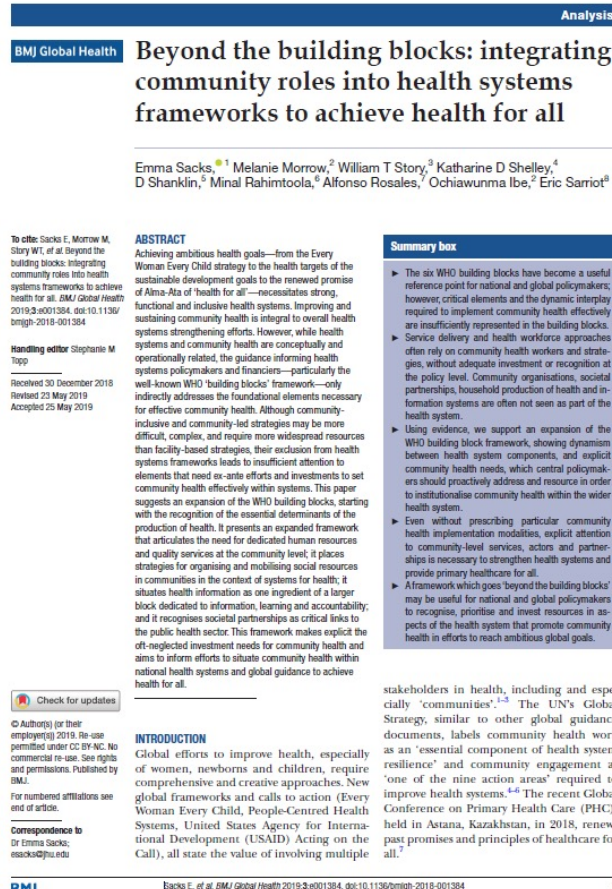 Analysis
BMJ Global Health
Beyond the building blocks: integrating
community roles into health systems
frameworks to achieve health for all
Emma Sacks, 1 Melanie Morrow,2 William T Story,3 Katharine D Shelley,4
D Shanklin,5 Minal Rahimtoola,6 Alfonso Rosales,7 Ochiawunma Ibe,2 Eric Sarriot8
To cite: Sacks E, Morrow M,
Story WT, et al. Beyond the
building blocks: integrating
community roles into health
systems frameworks to achieve
health for all. BMJ Global Health
2019;3:e001384. doi:10.1136/
bmjgh-2018-001384
Handling editor Stephanie M
Topp
Received 30 December 2018
Revised 23 May 2019
Accepted 25 May 2019
Check for updates
© Author(s) (or their
employer(s)) 2019. Re-use
permitted under CC BY-NC. No
commercial re-use. See rights
and permissions. Published by
BMJ.
For numbered affiliations see
end of article.
Correspondence to
Dr Emma Sacks;
esacks@jhu.edu
ABSTRACT
Achieving ambitious health goals—from the Every
Woman Every Child strategy to the health targets of the
sustainable development goals to the renewed promise
of Alma-Ata of ‘health for all’—necessitates strong,
functional and inclusive health systems. Improving and
sustaining community health is integral to overall health
systems strengthening efforts. However, while health
systems and community health are conceptually and
operationally related, the guidance informing health
systems policymakers and financiers—particularly the
well-known WHO ‘building blocks’ framework—only
indirectly addresses the foundational elements necessary
for effective community health. Although community-
inclusive and community-led strategies may be more
difficult, complex, and require more widespread resources
than facility-based strategies, their exclusion from health
systems frameworks leads to insufficient attention to
elements that need ex-ante efforts and investments to set
community health effectively within systems. This paper
suggests an expansion of the WHO building blocks, starting
with the recognition of the essential determinants of the
production of health. It presents an expanded framework
that articulates the need for dedicated human resources
and quality services at the community level; it places
strategies for organising and mobilising social resources
in communities in the context of systems for health; it
situates health information as one ingredient of a larger
block dedicated to information, learning and accountability;
and it recognises societal partnerships as critical links to
the public health sector. This framework makes explicit the
oft-neglected investment needs for community health and
aims to inform efforts to situate community health within
national health systems and global guidance to achieve
health for all.
INTRODUCTION
Global efforts to improve health, especially
of women, newborns and children, require
comprehensive and creative approaches. New
global frameworks and calls to action (Every
Woman Every Child, People-Centred Health
Systems, United States Agency for Interna-
tional Development (USAID) Acting on the
Call), all state the value of involving multiple
Summary box
► The six WHO building blocks have become a useful
reference point for national and global policymakers;
however, critical elements and the dynamic interplay
required to implement community health effectively
are insufficiently represented in the building blocks.
► Service delivery and health workforce approaches
often rely on community health workers and strate-
gies, without adequate investment or recognition at
the policy level. Community organisations, societal
partnerships, household production of health and in-
formation systems are often not seen as part of the
health system.
► Using evidence, we support an expansion of the
WHO building block framework, showing dynamism
between health system components, and explicit
community health needs, which central policymak-
ers should proactively address and resource in order
to institutionalise community health within the wider
health system.
► Even without prescribing particular community
health implementation modalities, explicit attention
to community-level services, actors and partner-
ships is necessary to strengthen health systems and
provide primary healthcare for all.
► A framework which goes ‘beyond the building blocks’
may be useful for national and global policymakers
to recognise, prioritise and invest resources in as-
pects of the health system that promote community
health in efforts to reach ambitious global goals.
stakeholders in health, including and espe
cially ‘communities’.1–3 The UN’s Globa
Strategy, similar to other global guidanc
documents, labels community health wor
as an ‘essential component of health system
resilience’ and community engagement a
‘one of the nine action areas’ required t
improve health systems.4–6 The recent Globa
Conference on Primary Health Care (PHC)
held in Astana, Kazakhstan, in 2018, renew
past promises and principles of healthcare fo
all.7
BMJ
Sacks E, et al. BMJ Global Health 2019;3:e001384. doi:10.1136/bmjgh-2018-001384